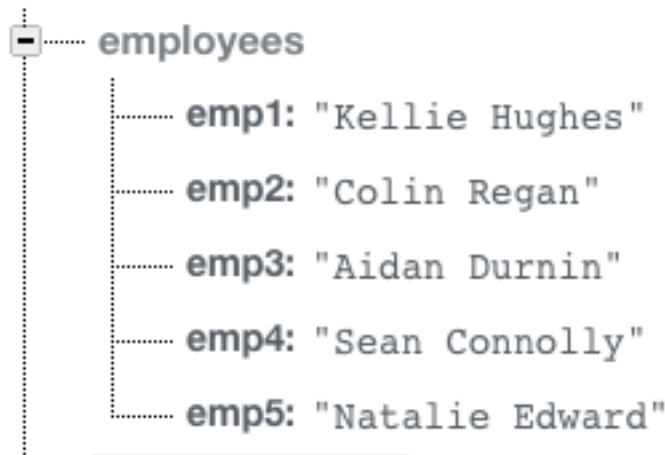 employees
emp1: "Kellie Hughes"
emp2: "Colin Regan"
emp3: "Aidan Durnin"
emp4: "Sean Connolly"
emp5: "Natalie Edward"